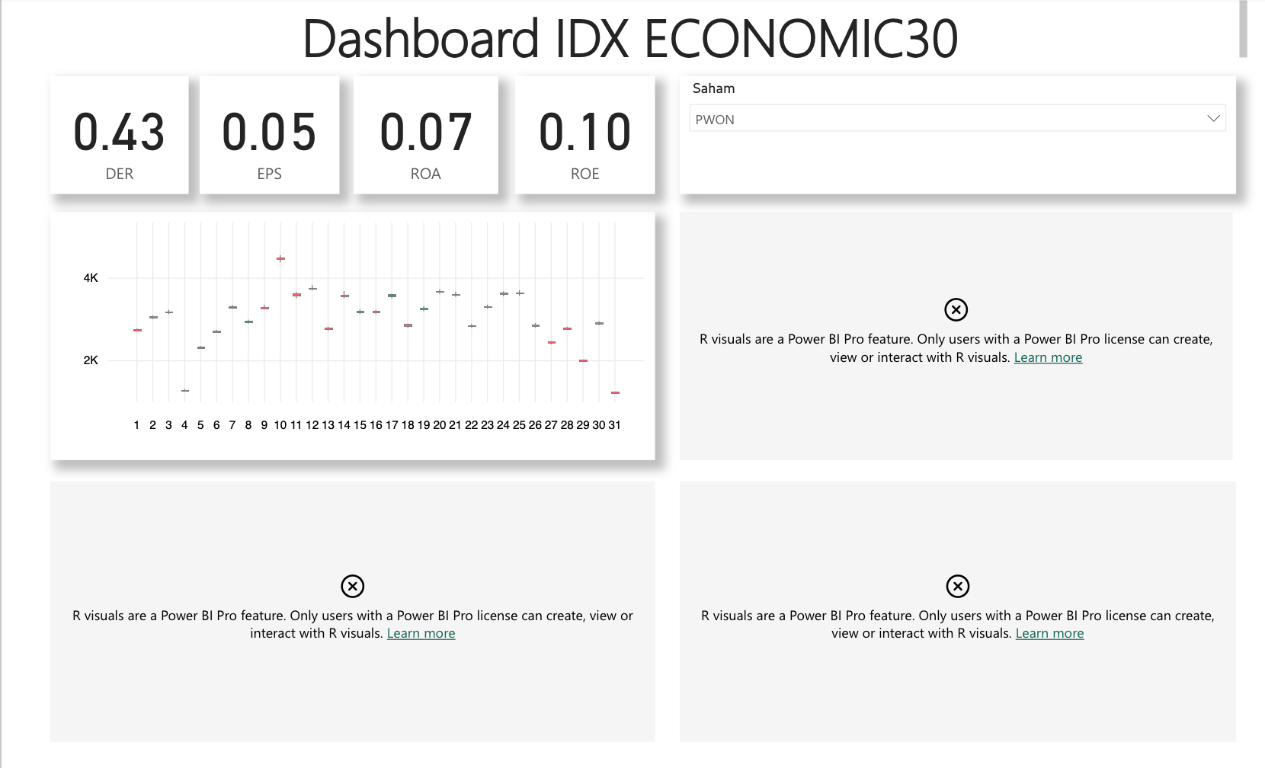 Dashboard IDX ECONOMIC30
0.43
DER
0.05
EPS
0.07
ROA
0.10
ROE
Saham
PWON
4K
2K
1 2 3 4 5 6 7 8 9 10 11 12 13 14 15 16 17 18 19 20 21 22 23 24 25 26 27 28 29 30 31
R visuals are a Power BI Pro feature. Only users with a Power BI Pro license can create,
view or interact with R visuals. Learn more
R visuals are a Power BI Pro feature. Only users with a Power BI Pro license can create, view or
interact with R visuals. Learn more
R visuals are a Power BI Pro feature. Only users with a Power BI Pro license can create,
view or interact with R visuals. Learn more